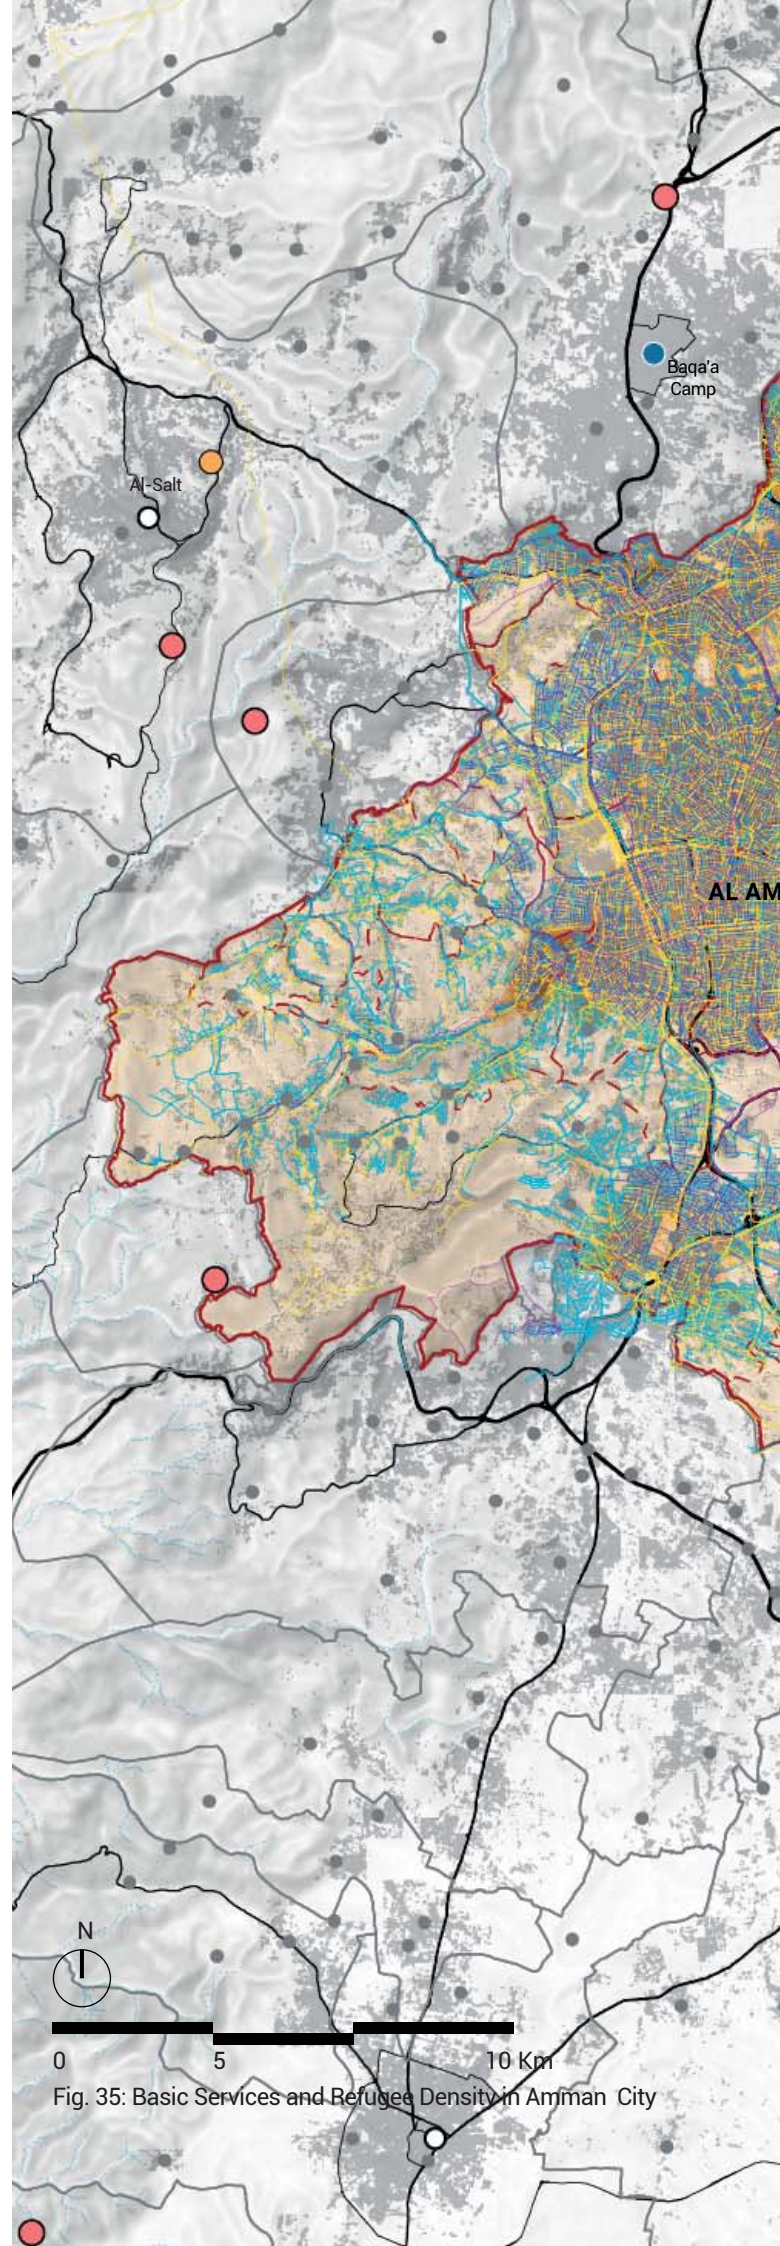 Baqa'a
Camp
Al-Salt
AL AM
N
0 5 10 Km
Fig. 35: Basic Services and Refugee Density in Amman City